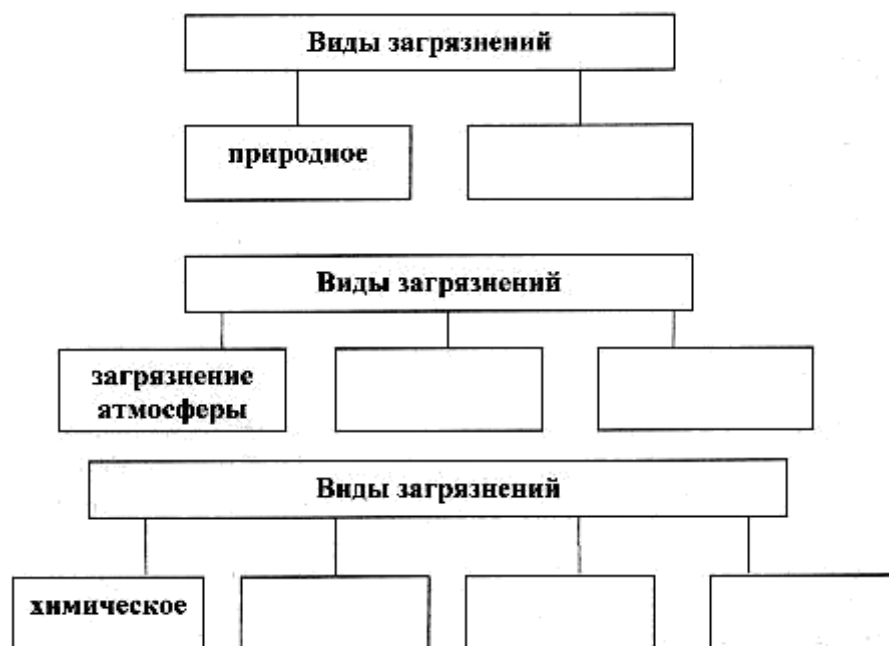 Виды загрязнений
природное
Виды загрязнений
загрязнение
атмосферы
Виды загрязнений
химическое